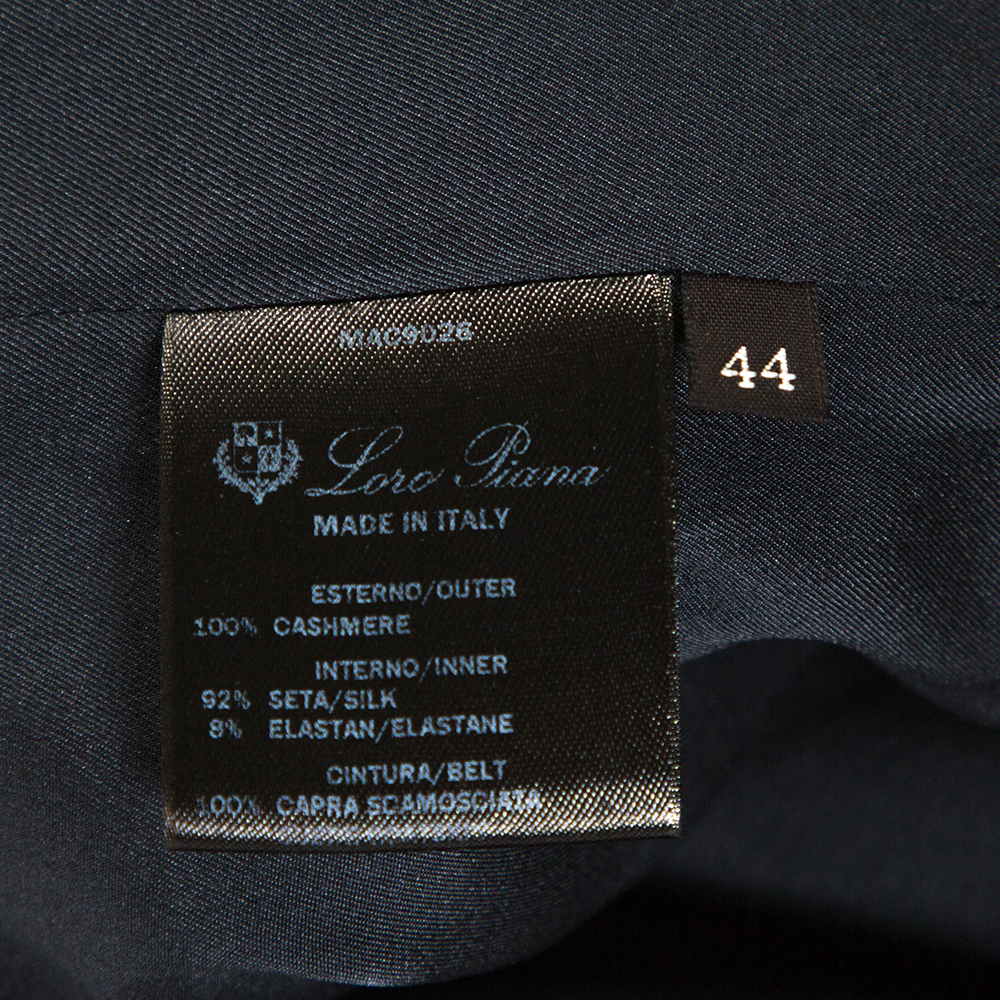 MAC9026
44
Loro Piana
MADE IN ITALY
ESTERNO/OUTER
100% CASHMERE
INTERNO/INNER
92% SETA/SILK
8% ELASTAN/ELASTANE
CINTURA/BELT
100% CAPRA SCAMOSCIATA